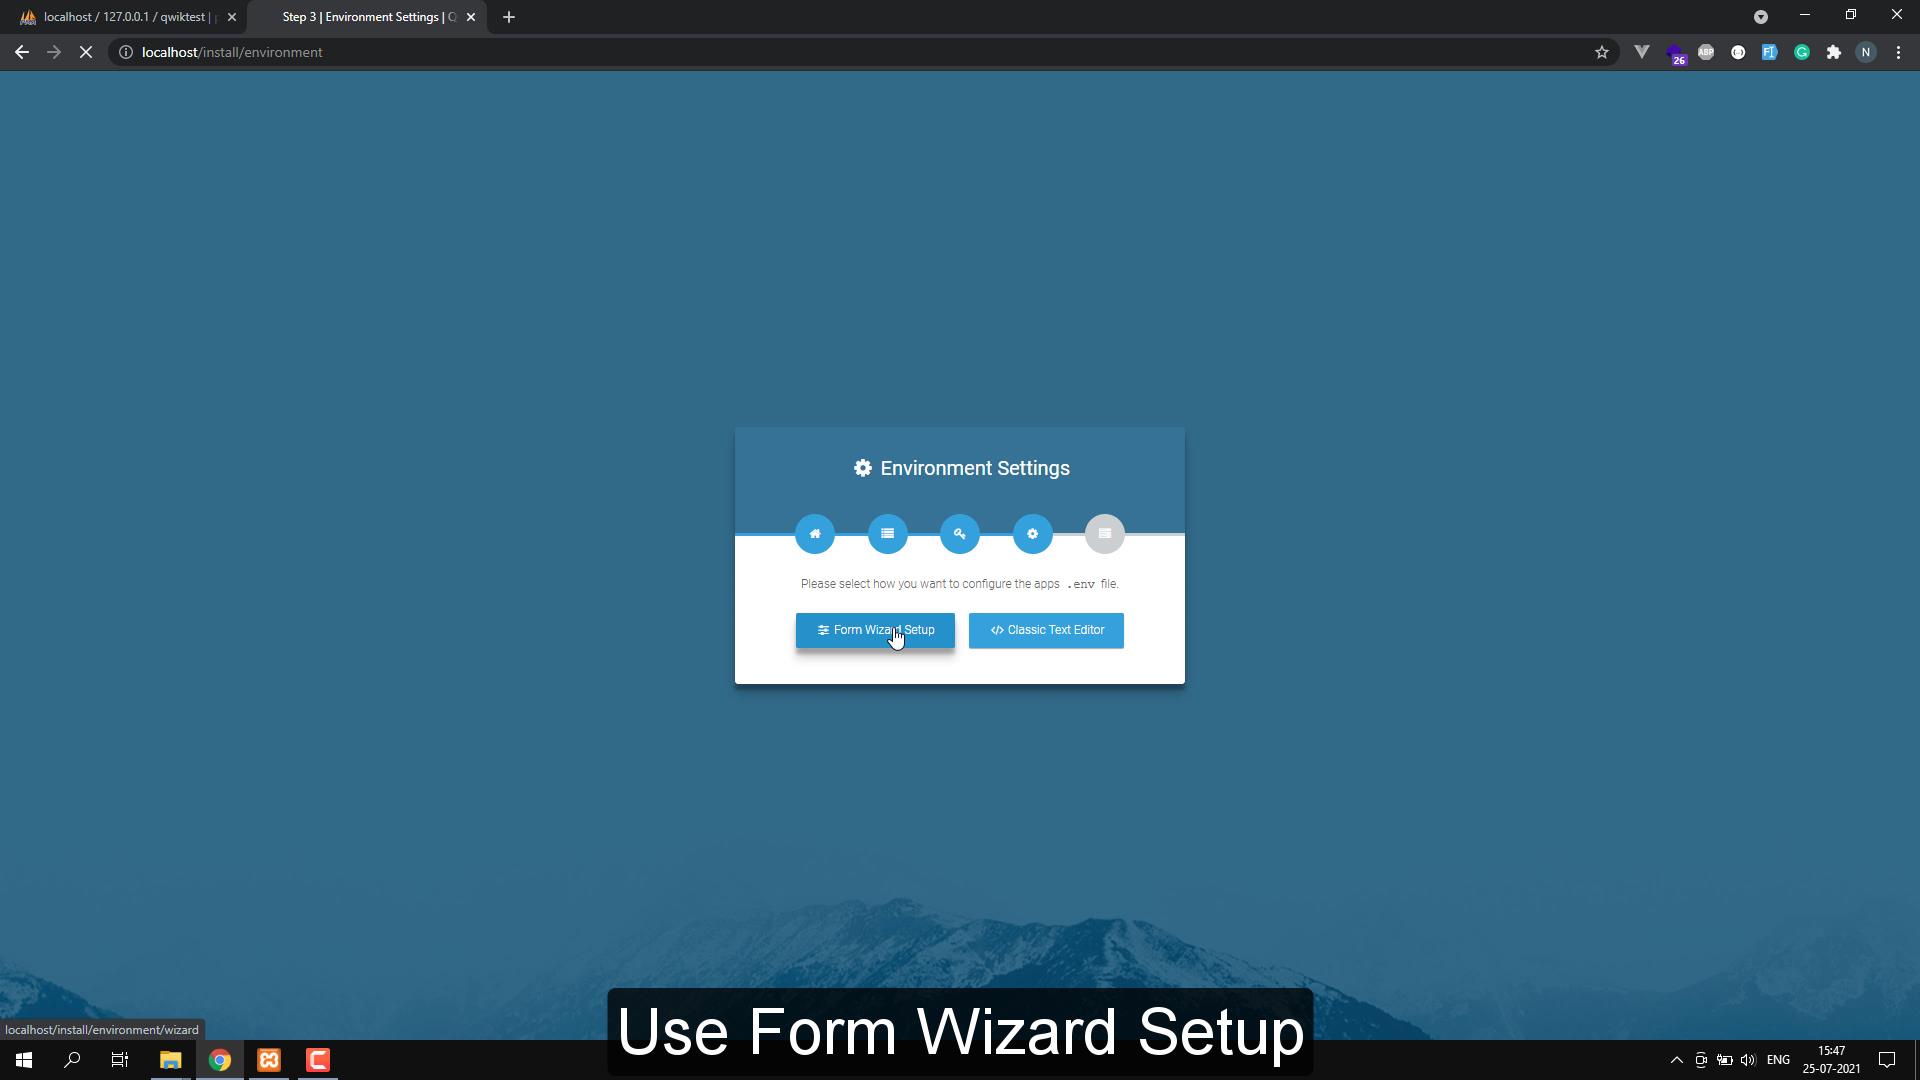 localhost / 127.0.0.1 / qwiktest |
Step 3 | Environment Settings | Q
localhost/install/environment
26
ABP
N
Environment Settings
Please select how you want to configure the apps .env file.
Form Wizard Setup
Classic Text Editor
localhost/install/environment/wizard
Use Form Wizard Setup
ENG
15:47
25-07-2021